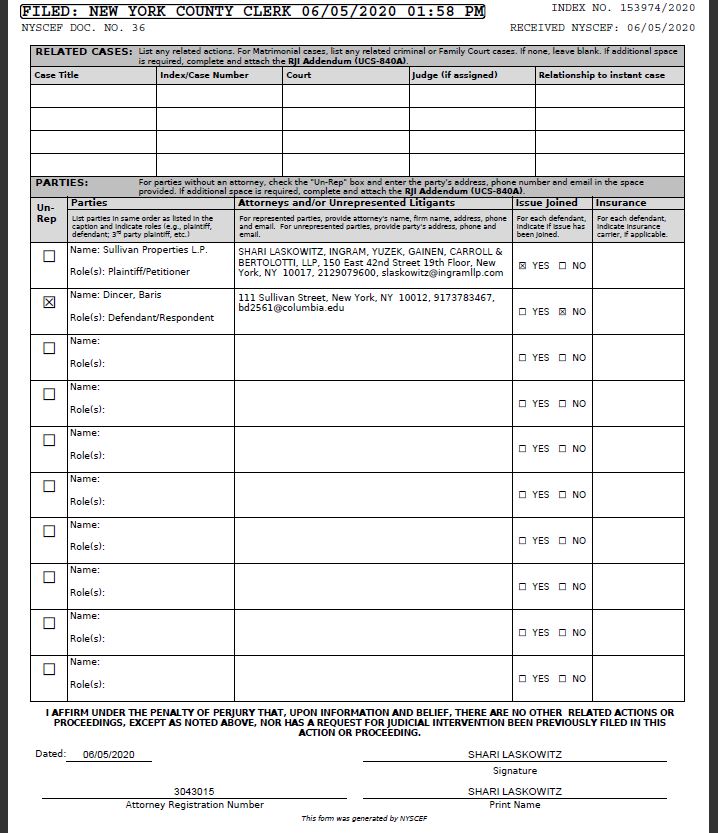 FILED: NEW YORK COUNTY CLERK 06/05/2020 01:58 PM
INDEX NO. 153974/2020
NYSCEF DOC. NO. 36
RECEIVED NYSCEF: 06/05/2020
RELATED CASES: List any related actions. For Matrimonial cases, list any related criminal or Family Court cases. If none, leave blank. If additional space
is required, complete and attach the RJI Addendum (UCS-840A).
Case Title Index/Case Number Court Judge (if assigned) Relationship to instant case
PARTIES: For parties without an attorney, check the "Un-Rep" box and enter the party's address, phone number and email in the space
provided. If additional space is required, complete and attach the RJI Addendum (UCS-840A).
Un-
Rep
Parties
List parties in same order as listed in the
caption and indicate roles (e.g., plaintiff,
defendant; 3rd party plaintiff, etc.)
Attorneys and/or Unrepresented Litigants
For represented parties, provide attorney's name, firm name, address, phone
and email. For unrepresented parties, provide party's address, phone and
email.
Issue Joined
For each defendant,
indicate if issue has
been joined.
Insurance
For each defendant,
indicate insurance
carrier, if applicable.
☐
Name: Sullivan Properties L.P.
Role(s): Plaintiff/Petitioner
SHARI LASKOWITZ, INGRAM, YUZEK, GAINEN, CARROLL &
BERTOLOTTI, LLP, 150 East 42nd Street 19th Floor, New
York, NY 10017, 2129079600, slaskowitz@ingramllp.com
☒ YES ☐ NO
☒
Name: Dincer, Baris
Role(s): Defendant/Respondent
111 Sullivan Street, New York, NY 10012, 9173783467,
bd2561@columbia.edu
☐ YES ☒ NO
☐
Name:
Role(s):
☐ YES ☐ NO
☐
Name:
Role(s):
☐ YES ☐ NO
☐
Name:
Role(s):
☐ YES ☐ NO
☐
Name:
Role(s):
☐ YES ☐ NO
☐
Name:
Role(s):
☐ YES ☐ NO
☐
Name:
Role(s):
☐ YES ☐ NO
☐
Name:
Role(s):
☐ YES ☐ NO
☐
Name:
Role(s):
☐ YES ☐ NO
I AFFIRM UNDER THE PENALTY OF PERJURY THAT, UPON INFORMATION AND BELIEF, THERE ARE NO OTHER RELATED ACTIONS OR
PROCEEDINGS, EXCEPT AS NOTED ABOVE, NOR HAS A REQUEST FOR JUDICIAL INTERVENTION BEEN PREVIOUSLY FILED IN THIS
ACTION OR PROCEEDING.
Dated: 06/05/2020
SHARI LASKOWITZ
Signature
3043015
Attorney Registration Number
SHARI LASKOWITZ
Print Name
This form was generated by NYSCEF